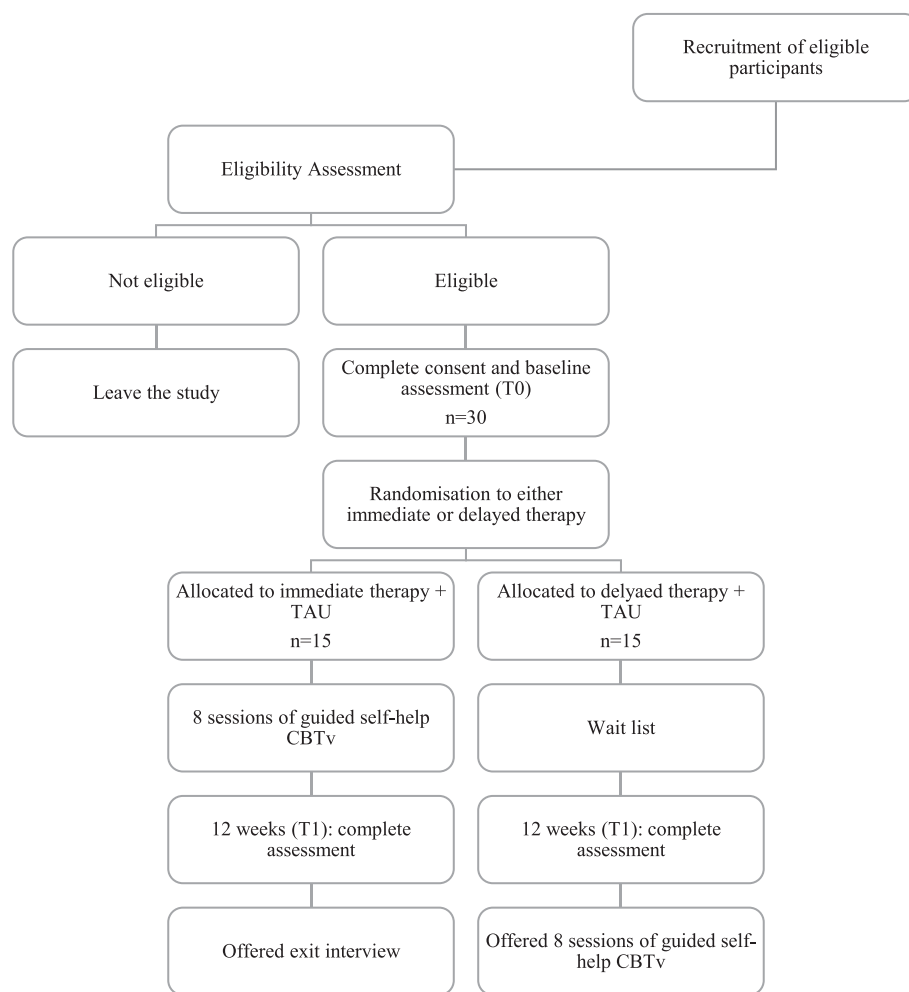 Recruitment of eligible
participants
Eligibility Assessment
Not eligible
Eligible
Leave the study
Complete consent and baseline
assessment (T0)
n=30
Randomisation to either
immediate or delayed therapy
Allocated to immediate therapy +
TAU
n=15
Allocated to delyaed therapy +
TAU
n=15
8 sessions of guided self-help
CBTv
Wait list
12 weeks (T1): complete
assessment
12 weeks (T1): complete
assessment
Offered exit interview
Offered 8 sessions of guided self-
help CBTv